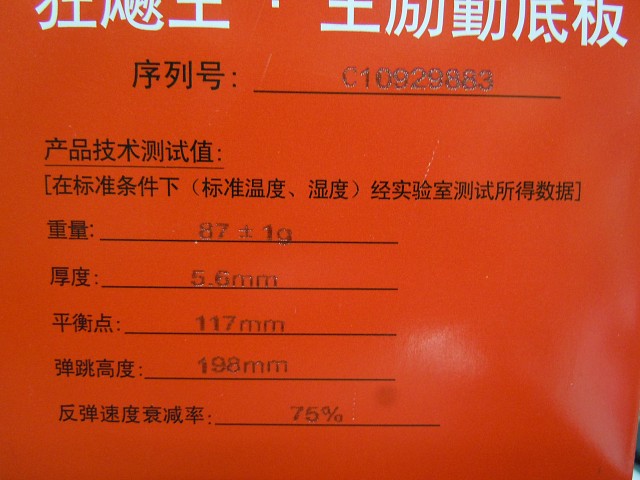 狂飚王·王励勤底板
序列号: C10929683
产品技术测试值:
[在标准条件下（标准温度、湿度）经实验室测试所得数据]
重量: 87±1g
厚度: 5.6mm
平衡点: 117mm
弹跳高度: 198mm
反弹速度衰减率: 75%